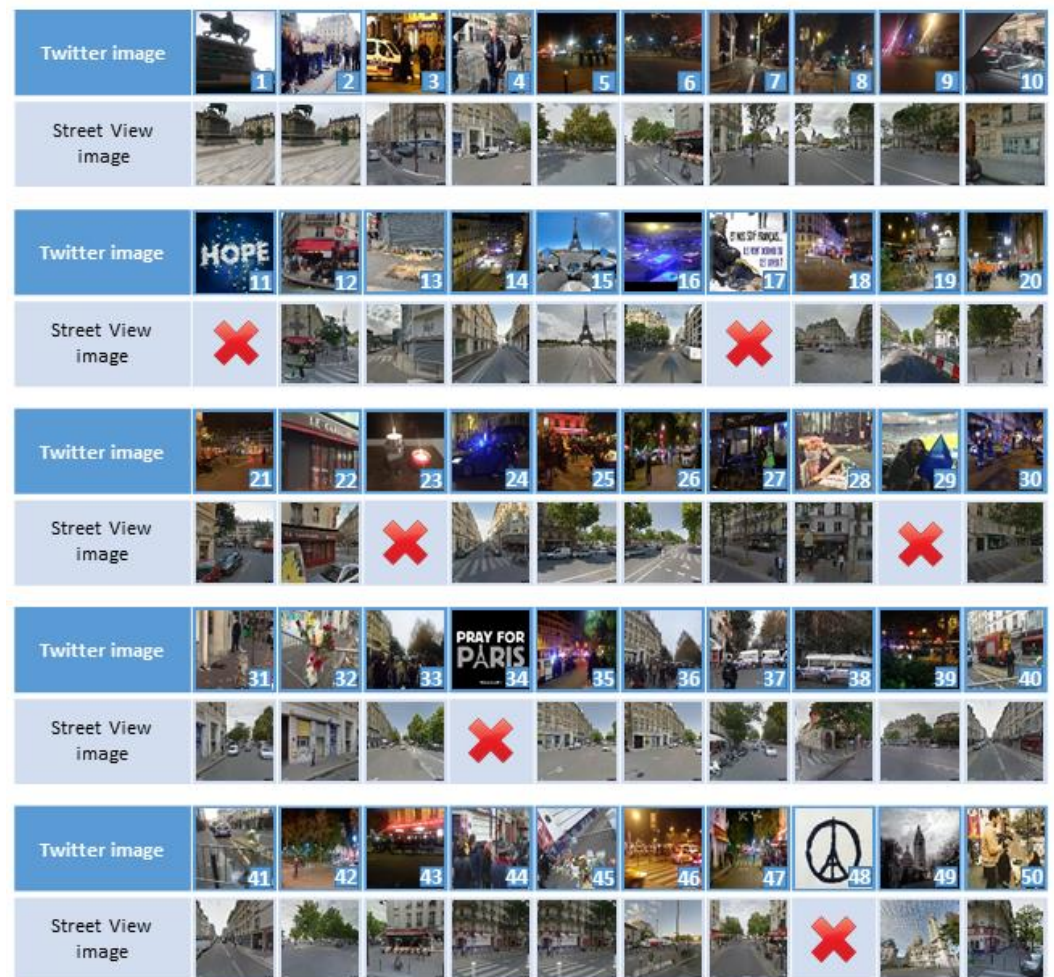 Twitter image
1 2 3 4 5 6 7 8 9 10
Street View
image
Twitter image
HOPE
ET NOS SDF FRANÇAIS...
11 12 13 14 15 16 17 18 19 20
Street View
image
Twitter image
21 22 23 24 25 26 27 28 29 30
Street View
image
Twitter image
PRAY FOR
PARIS
31 32 33 34 35 36 37 38 39 40
Street View
image
Twitter image
41 42 43 44 45 46 47 48 49 50
Street View
image